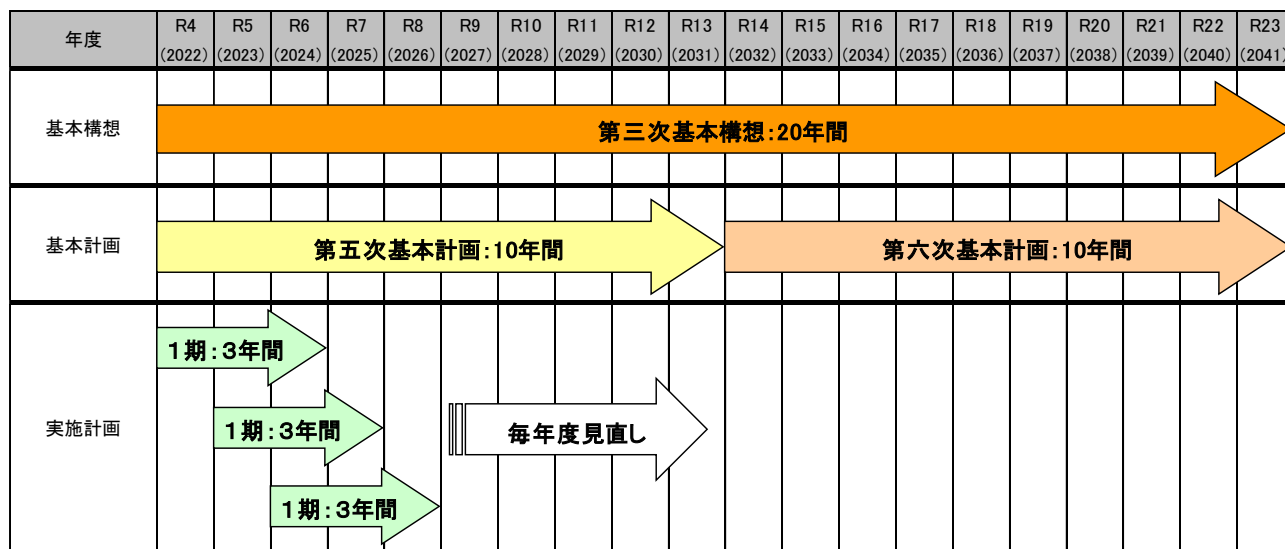 年度
R4 R5 R6 R7 R8 R9 R10 R11 R12 R13 R14 R15 R16 R17 R18 R19 R20 R21 R22 R23
(2022) (2023) (2024) (2025) (2026) (2027) (2028) (2029) (2030) (2031) (2032) (2033) (2034) (2035) (2036) (2037) (2038) (2039) (2040) (2041)
基本構想
第三次基本構想:20年間
基本計画
第五次基本計画:10年間
第六次基本計画:10年間
実施計画
1期:3年間
1期:3年間
毎年度見直し
1期:3年間